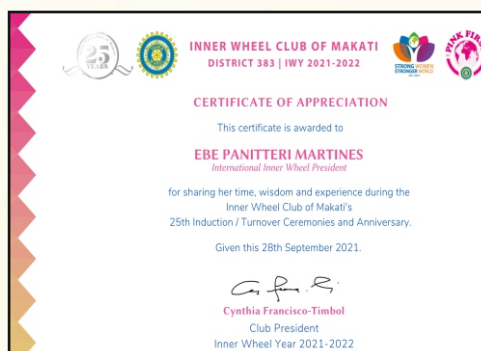 25
YEARS
INNER WHEEL CLUB OF MAKATI
DISTRICT 383 | IWY 2021-2022
STRONG WOMEN
STRONGER WORLD
PINK FIRST
CERTIFICATE OF APPRECIATION
This certificate is awarded to
EBE PANITTERI MARTINES
International Inner Wheel President
for sharing her time, wisdom and experience during the
Inner Wheel Club of Makati's
25th Induction / Turnover Ceremonies and Anniversary.
Given this 28th September 2021.
Cynthia Francisco-Timbol
Club President
Inner Wheel Year 2021-2022